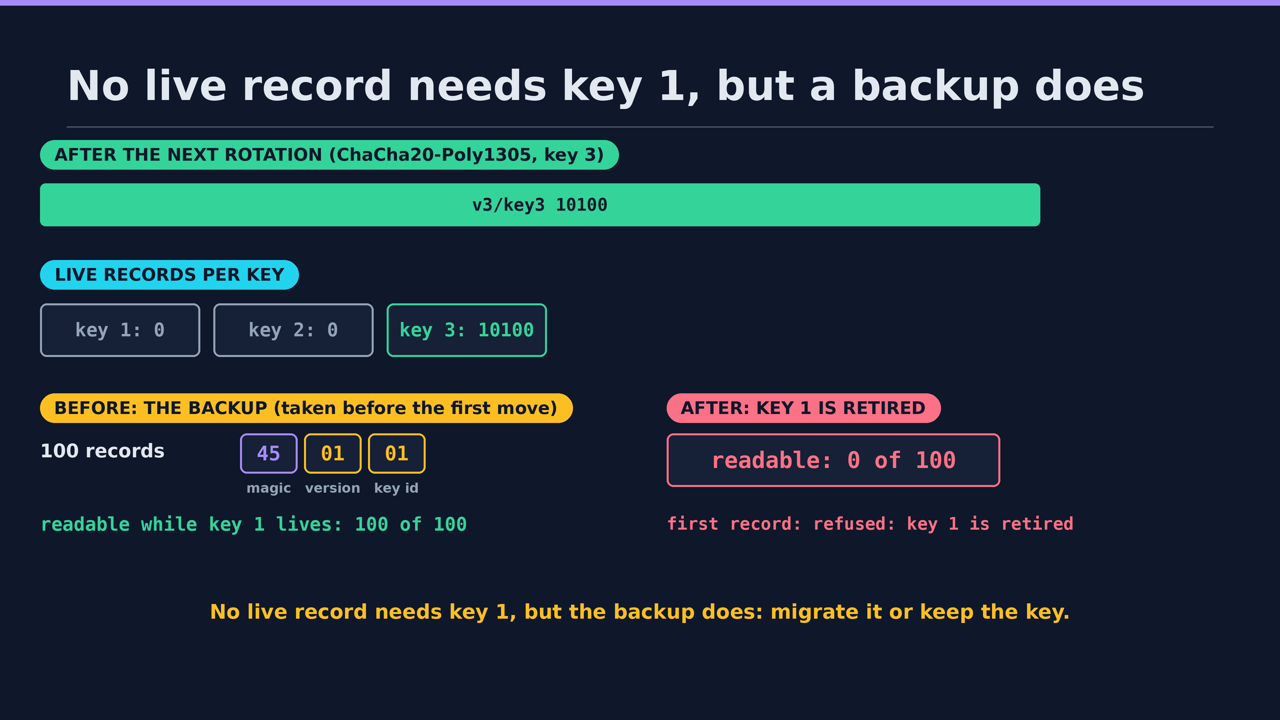 No live record needs key 1, but a backup does
AFTER THE NEXT ROTATION (ChaCha20-Poly1305, key 3)
v3/key3 10100
LIVE RECORDS PER KEY
key 1: 0
key 2: 0
key 3: 10100
BEFORE: THE BACKUP (taken before the first move)
100 records
45
01
01
magic
version
key id
readable while key 1 lives: 100 of 100
AFTER: KEY 1 IS RETIRED
readable: 0 of 100
first record: refused: key 1 is retired
No live record needs key 1, but the backup does: migrate it or keep the key.